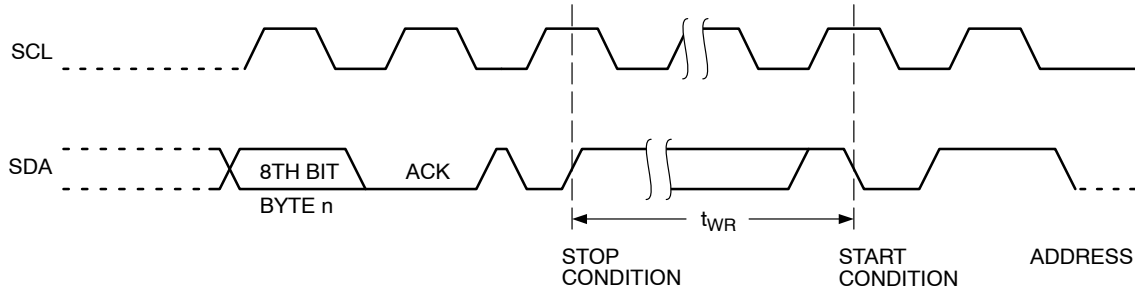 SCL
SDA
8TH BIT
ACK
BYTE n
tWR
STOP
CONDITION
START
CONDITION
ADDRESS